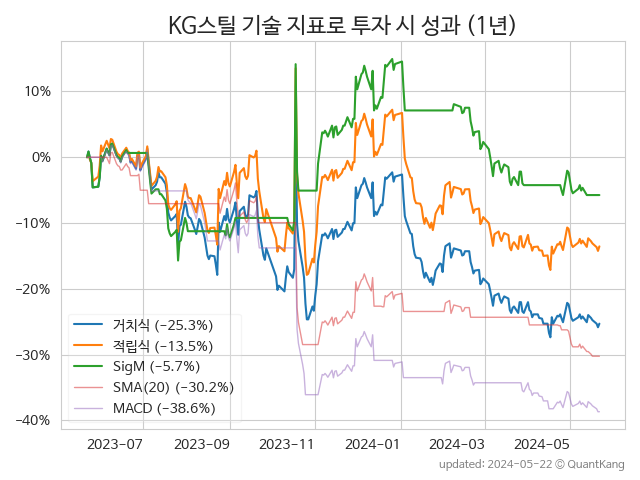 KG스틸 기술 지표로 투자 시 성과 (1년)
10%
0%
−10%
−20%
−30%
−40%
거치식 (−25.3%)
적립식 (−13.5%)
SigM (−5.7%)
SMA(20) (−30.2%)
MACD (−38.6%)
2023−07
2023−09
2023−11
2024−01
2024−03
2024−05
updated: 2024−05−22 © QuantKang